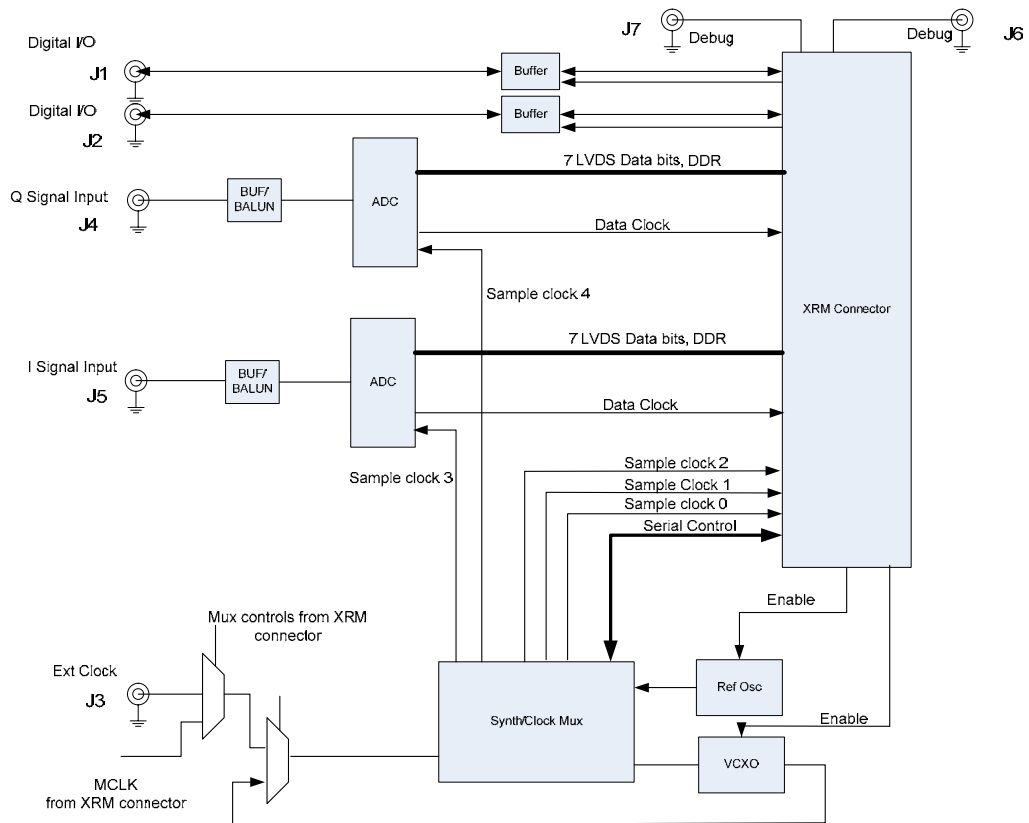 J7
Debug
Debug
J6
Digital I/O
J1
Buffer
Digital I/O
J2
Buffer
7 LVDS Data bits, DDR
Q Signal Input
J4
BUF/
BALUN
ADC
Data Clock
Sample clock 4
XRM Connector
7 LVDS Data bits, DDR
I Signal Input
J5
BUF/
BALUN
ADC
Data Clock
Sample clock 3
Sample clock 2
Sample Clock 1
Sample clock 0
Serial Control
Enable
Mux controls from XRM
connector
Ext Clock
J3
Synth/Clock Mux
Ref Osc
Enable
VCXO
MCLK
from XRM connector